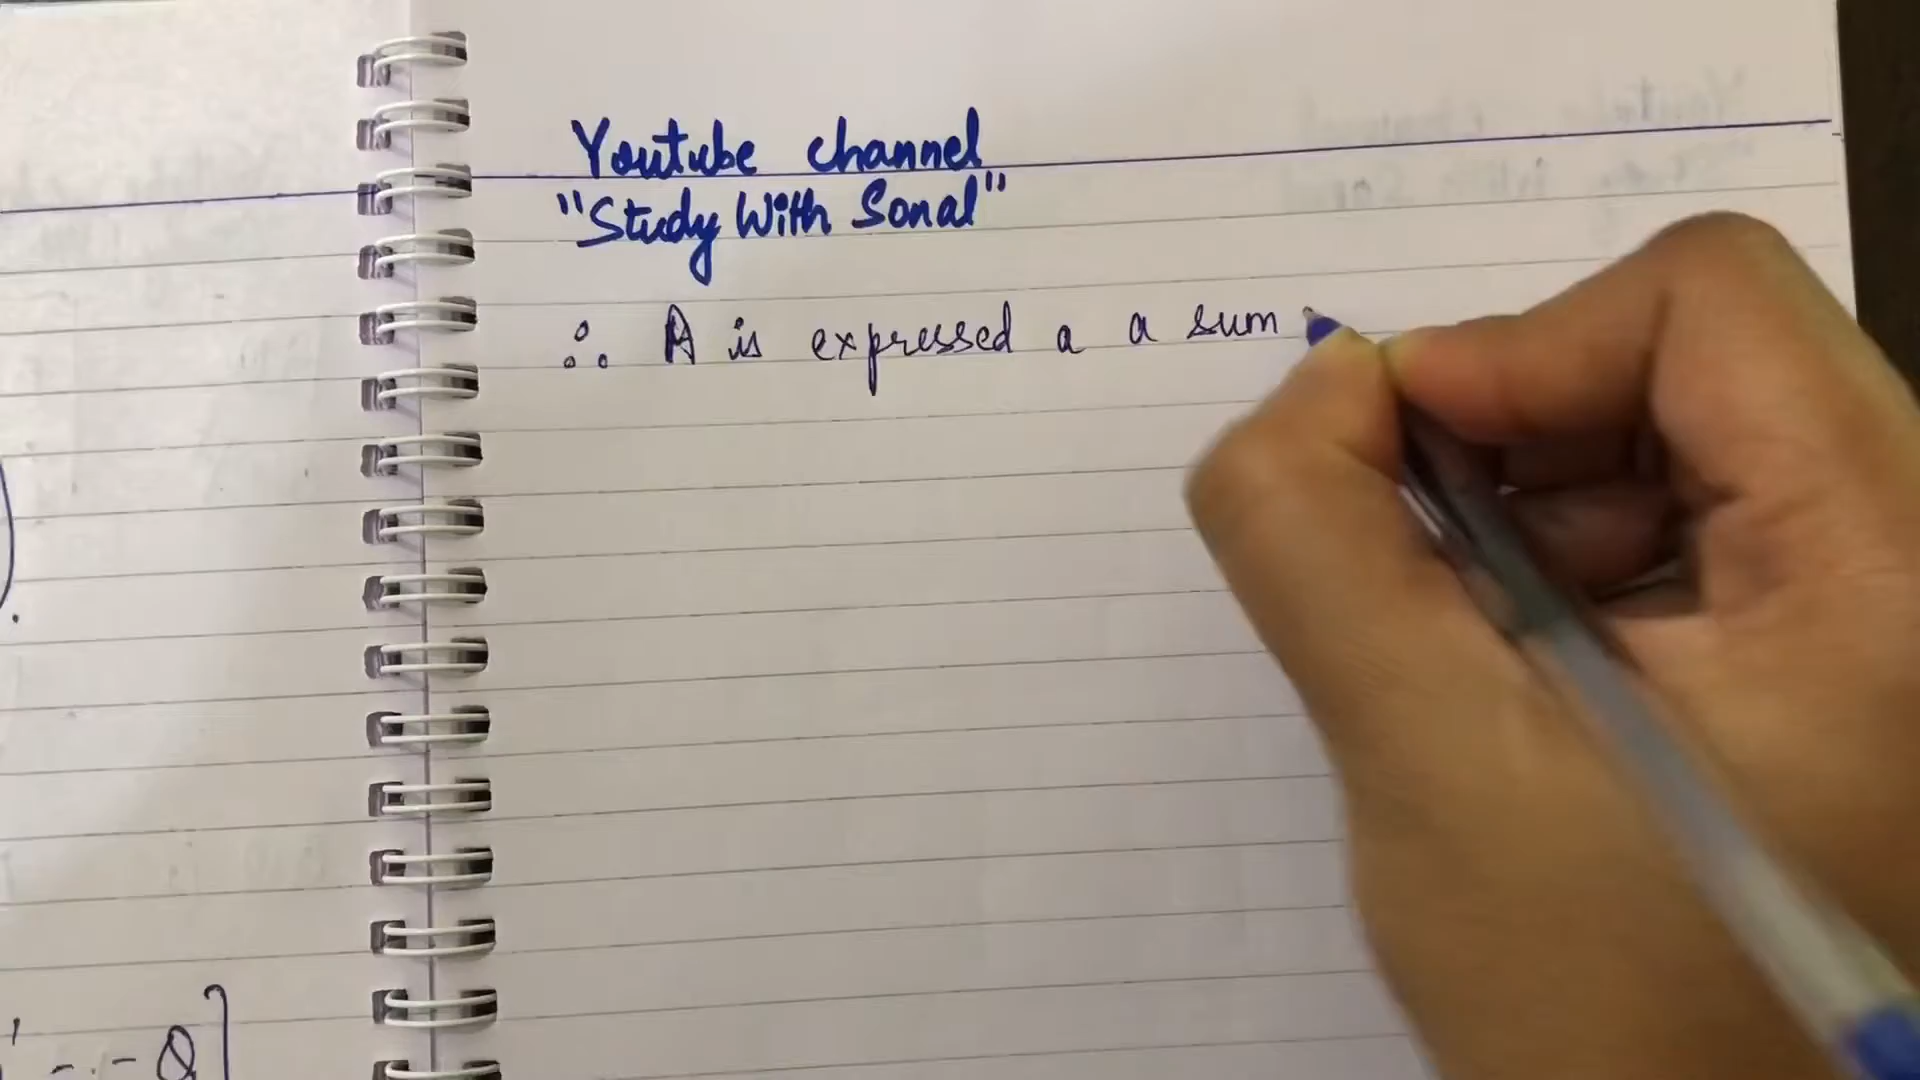 Youtube channel
"Study With Sonal"
∴ A is expressed a a sum
' = - Q]